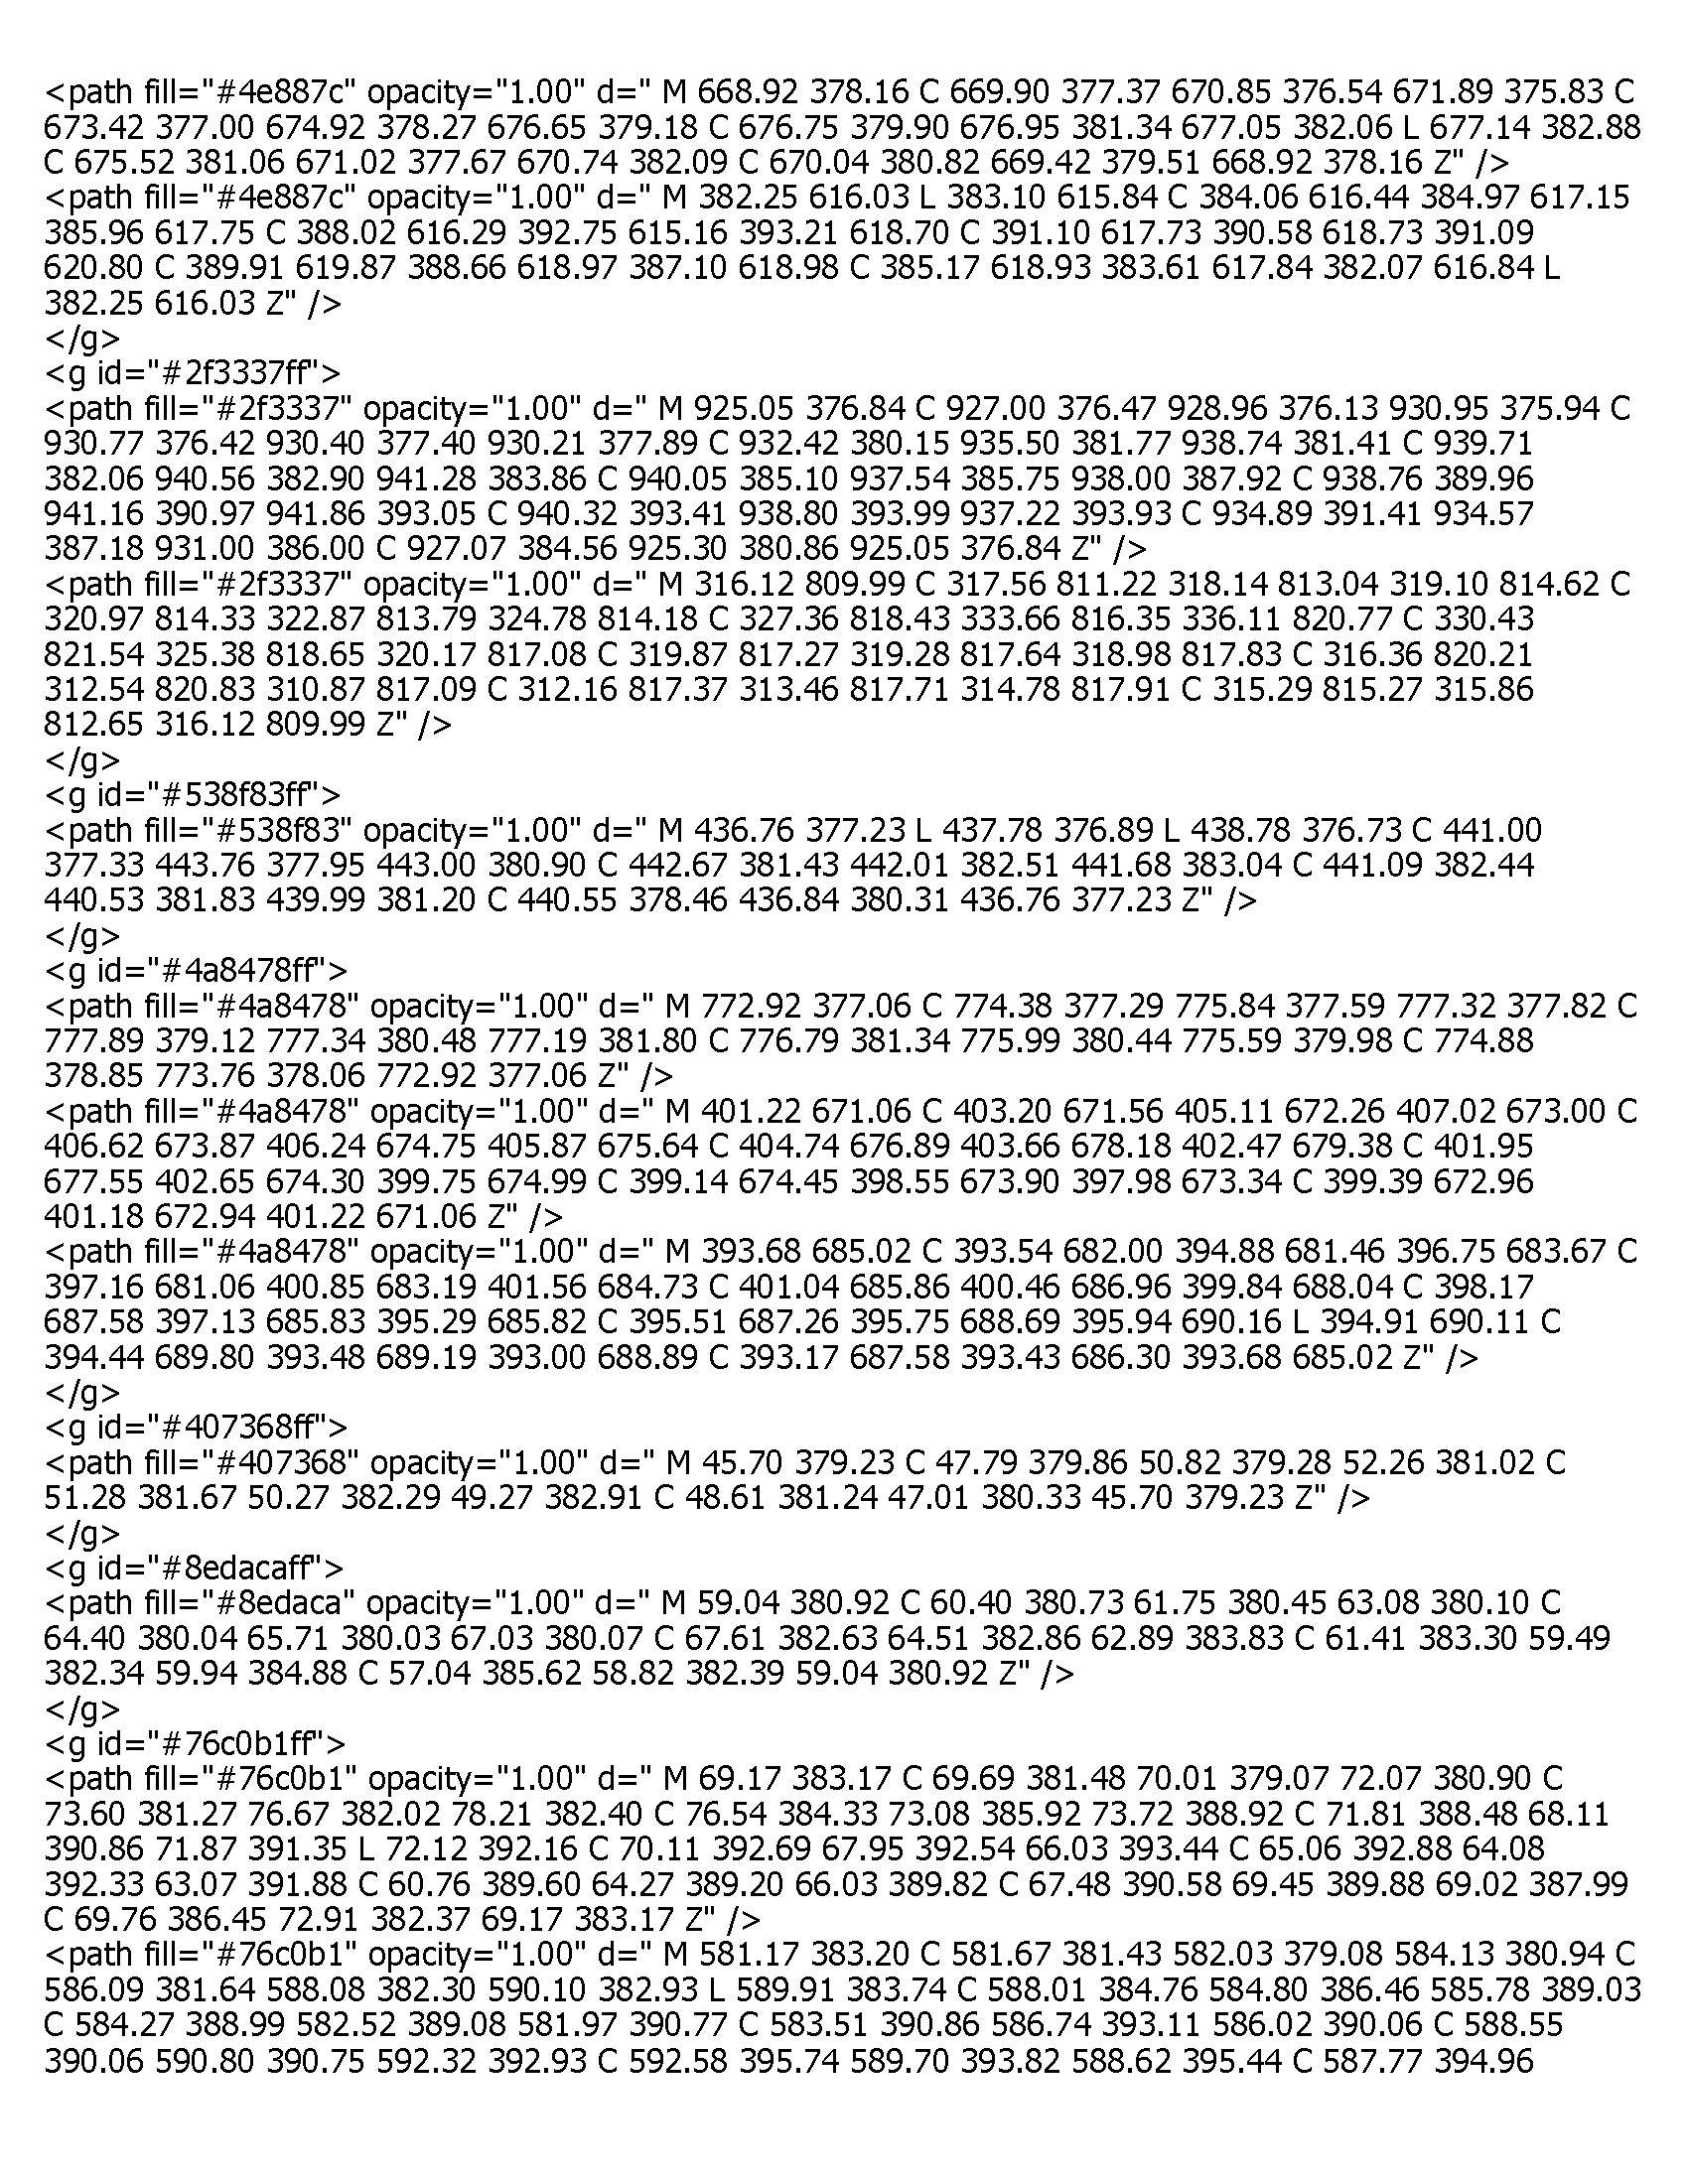 <path fill="#4e887c" opacity="1.00" d=" M 668.92 378.16 C 669.90 377.37 670.85 376.54 671.89 375.83 C
673.42 377.00 674.92 378.27 676.65 379.18 C 676.75 379.90 676.95 381.34 677.05 382.06 L 677.14 382.88
C 675.52 381.06 671.02 377.67 670.74 382.09 C 670.04 380.82 669.42 379.51 668.92 378.16 Z" />
<path fill="#4e887c" opacity="1.00" d=" M 382.25 616.03 L 383.10 615.84 C 384.06 616.44 384.97 617.15
385.96 617.75 C 388.02 616.29 392.75 615.16 393.21 618.70 C 391.10 617.73 390.58 618.73 391.09
620.80 C 389.91 619.87 388.66 618.97 387.10 618.98 C 385.17 618.93 383.61 617.84 382.07 616.84 L
382.25 616.03 Z" />
</g>
<g id="#2f3337ff">
<path fill="#2f3337" opacity="1.00" d=" M 925.05 376.84 C 927.00 376.47 928.96 376.13 930.95 375.94 C
930.77 376.42 930.40 377.40 930.21 377.89 C 932.42 380.15 935.50 381.77 938.74 381.41 C 939.71
382.06 940.56 382.90 941.28 383.86 C 940.05 385.10 937.54 385.75 938.00 387.92 C 938.76 389.96
941.16 390.97 941.86 393.05 C 940.32 393.41 938.80 393.99 937.22 393.93 C 934.89 391.41 934.57
387.18 931.00 386.00 C 927.07 384.56 925.30 380.86 925.05 376.84 Z" />
<path fill="#2f3337" opacity="1.00" d=" M 316.12 809.99 C 317.56 811.22 318.14 813.04 319.10 814.62 C
320.97 814.33 322.87 813.79 324.78 814.18 C 327.36 818.43 333.66 816.35 336.11 820.77 C 330.43
821.54 325.38 818.65 320.17 817.08 C 319.87 817.27 319.28 817.64 318.98 817.83 C 316.36 820.21
312.54 820.83 310.87 817.09 C 312.16 817.37 313.46 817.71 314.78 817.91 C 315.29 815.27 315.86
812.65 316.12 809.99 Z" />
</g>
<g id="#538f83ff">
<path fill="#538f83" opacity="1.00" d=" M 436.76 377.23 L 437.78 376.89 L 438.78 376.73 C 441.00
377.33 443.76 377.95 443.00 380.90 C 442.67 381.43 442.01 382.51 441.68 383.04 C 441.09 382.44
440.53 381.83 439.99 381.20 C 440.55 378.46 436.84 380.31 436.76 377.23 Z" />
</g>
<g id="#4a8478ff">
<path fill="#4a8478" opacity="1.00" d=" M 772.92 377.06 C 774.38 377.29 775.84 377.59 777.32 377.82 C
777.89 379.12 777.34 380.48 777.19 381.80 C 776.79 381.34 775.99 380.44 775.59 379.98 C 774.88
378.85 773.76 378.06 772.92 377.06 Z" />
<path fill="#4a8478" opacity="1.00" d=" M 401.22 671.06 C 403.20 671.56 405.11 672.26 407.02 673.00 C
406.62 673.87 406.24 674.75 405.87 675.64 C 404.74 676.89 403.66 678.18 402.47 679.38 C 401.95
677.55 402.65 674.30 399.75 674.99 C 399.14 674.45 398.55 673.90 397.98 673.34 C 399.39 672.96
401.18 672.94 401.22 671.06 Z" />
<path fill="#4a8478" opacity="1.00" d=" M 393.68 685.02 C 393.54 682.00 394.88 681.46 396.75 683.67 C
397.16 681.06 400.85 683.19 401.56 684.73 C 401.04 685.86 400.46 686.96 399.84 688.04 C 398.17
687.58 397.13 685.83 395.29 685.82 C 395.51 687.26 395.75 688.69 395.94 690.16 L 394.91 690.11 C
394.44 689.80 393.48 689.19 393.00 688.89 C 393.17 687.58 393.43 686.30 393.68 685.02 Z" />
</g>
<g id="#407368ff">
<path fill="#407368" opacity="1.00" d=" M 45.70 379.23 C 47.79 379.86 50.82 379.28 52.26 381.02 C
51.28 381.67 50.27 382.29 49.27 382.91 C 48.61 381.24 47.01 380.33 45.70 379.23 Z" />
</g>
<g id="#8edacaff">
<path fill="#8edaca" opacity="1.00" d=" M 59.04 380.92 C 60.40 380.73 61.75 380.45 63.08 380.10 C
64.40 380.04 65.71 380.03 67.03 380.07 C 67.61 382.63 64.51 382.86 62.89 383.83 C 61.41 383.30 59.49
382.34 59.94 384.88 C 57.04 385.62 58.82 382.39 59.04 380.92 Z" />
</g>
<g id="#76c0b1ff">
<path fill="#76c0b1" opacity="1.00" d=" M 69.17 383.17 C 69.69 381.48 70.01 379.07 72.07 380.90 C
73.60 381.27 76.67 382.02 78.21 382.40 C 76.54 384.33 73.08 385.92 73.72 388.92 C 71.81 388.48 68.11
390.86 71.87 391.35 L 72.12 392.16 C 70.11 392.69 67.95 392.54 66.03 393.44 C 65.06 392.88 64.08
392.33 63.07 391.88 C 60.76 389.60 64.27 389.20 66.03 389.82 C 67.48 390.58 69.45 389.88 69.02 387.99
C 69.76 386.45 72.91 382.37 69.17 383.17 Z" />
<path fill="#76c0b1" opacity="1.00" d=" M 581.17 383.20 C 581.67 381.43 582.03 379.08 584.13 380.94 C
586.09 381.64 588.08 382.30 590.10 382.93 L 589.91 383.74 C 588.01 384.76 584.80 386.46 585.78 389.03
C 584.27 388.99 582.52 389.08 581.97 390.77 C 583.51 390.86 586.74 393.11 586.02 390.06 C 588.55
390.06 590.80 390.75 592.32 392.93 C 592.58 395.74 589.70 393.82 588.62 395.44 C 587.77 394.96